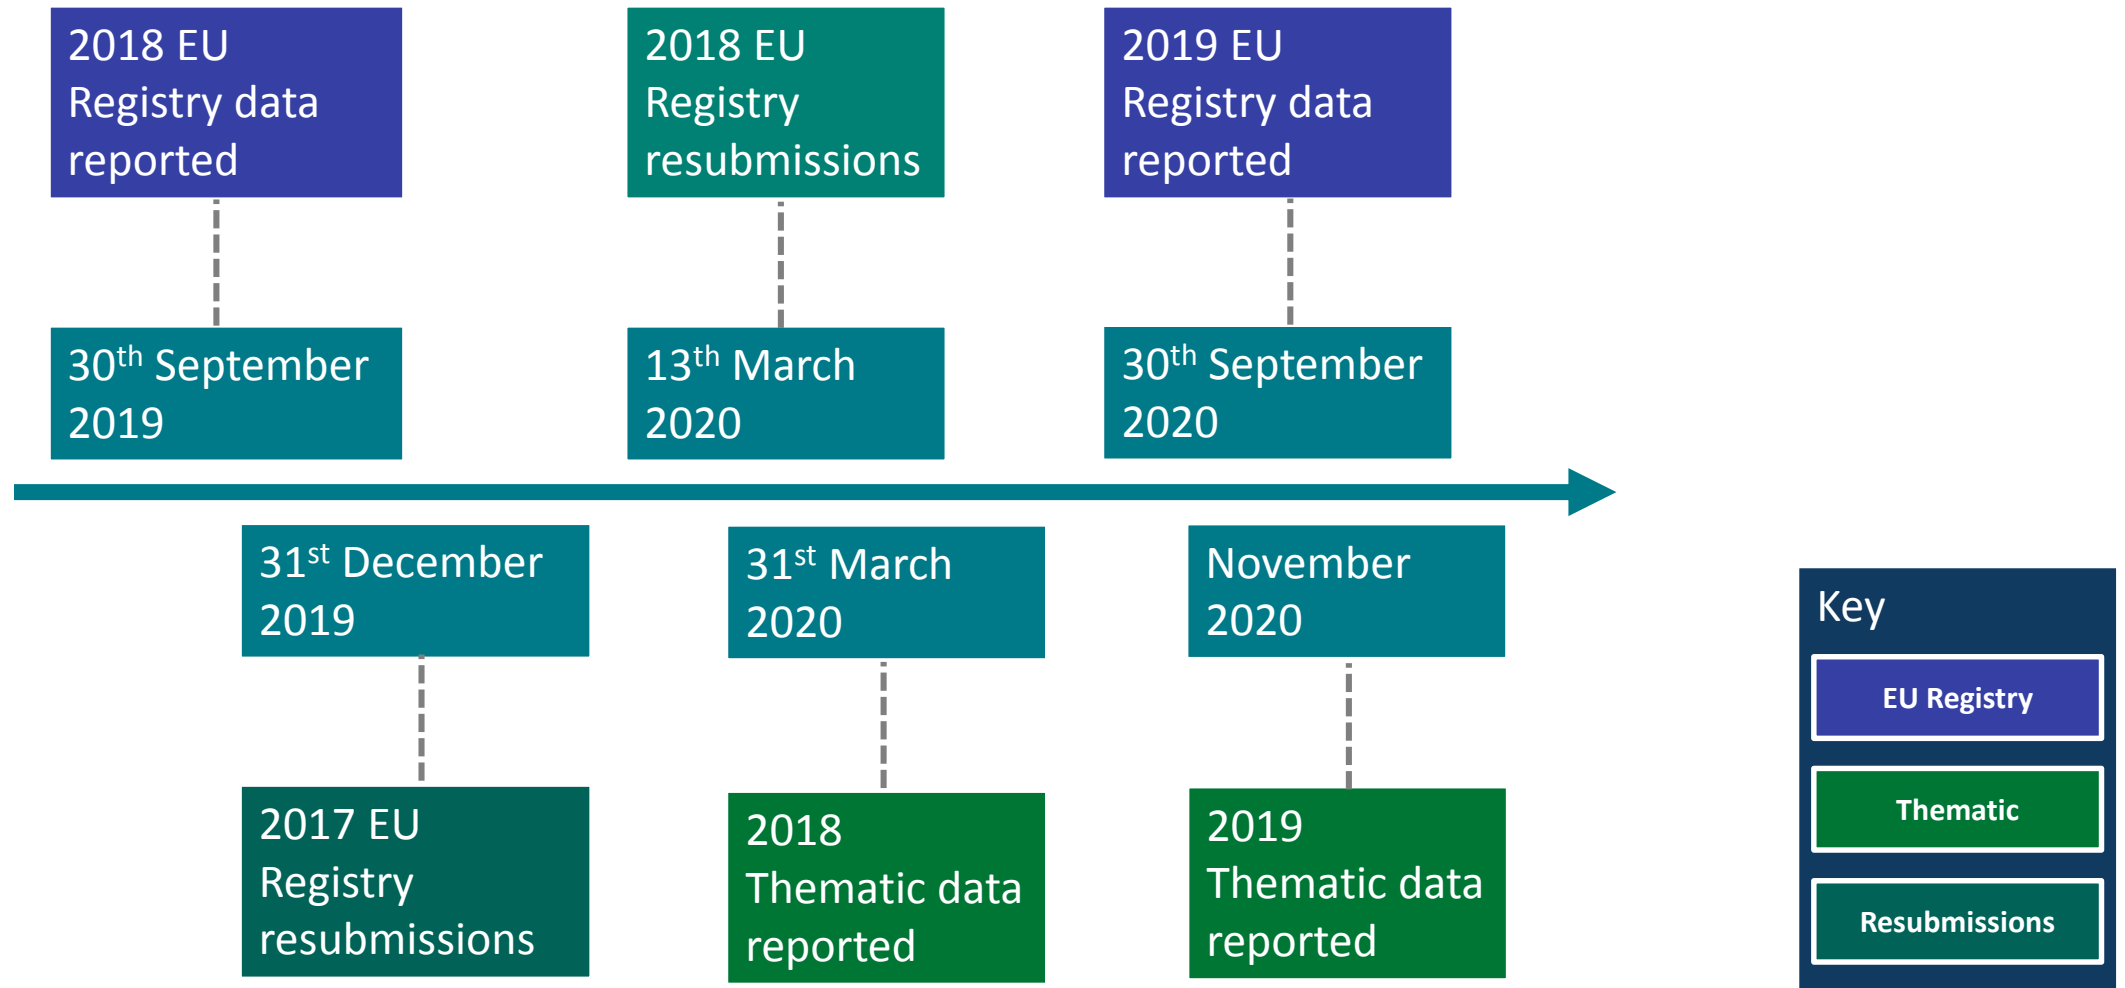 2018 EU
Registry data
reported
2018 EU
Registry
resubmissions
2019 EU
Registry data
reported
30th September
2019
13th March
2020
30th September
2020
31st December
2019
31st March
2020
November
2020
2017 EU
Registry
resubmissions
2018
Thematic data
reported
2019
Thematic data
reported
Key
EU Registry
Thematic
Resubmissions